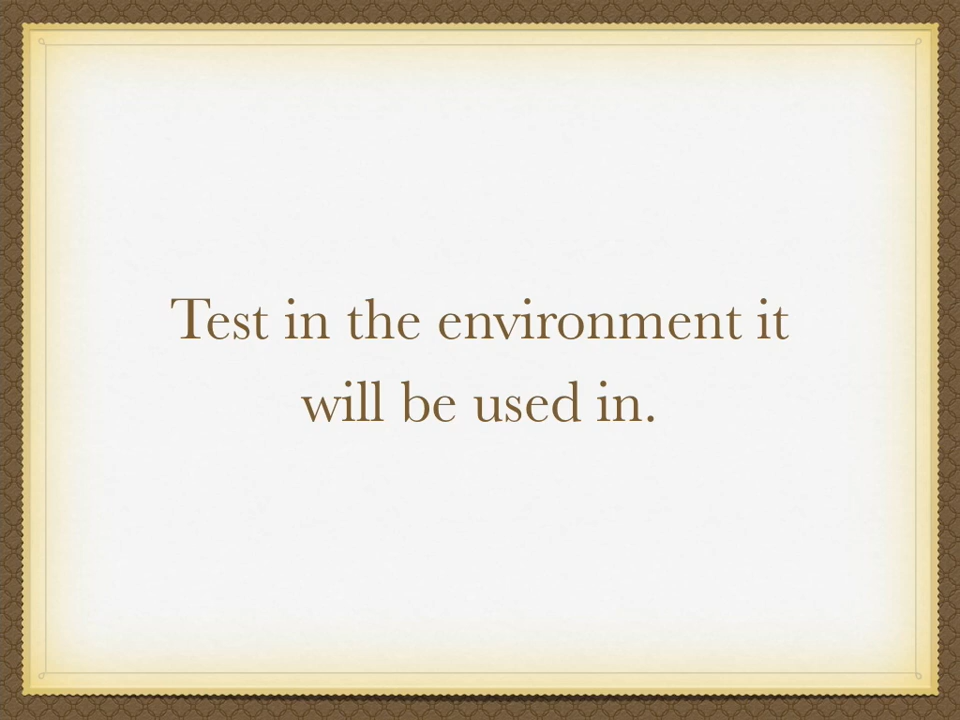 Test in the environment it
will be used in.